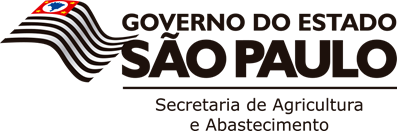 GOVERNO DO ESTADO
SÃO PAULO
Secretaria de Agricultura
e Abastecimento